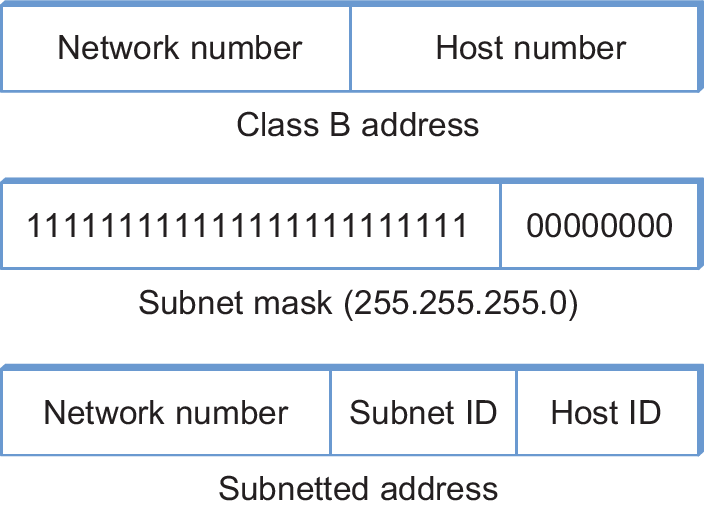 Network number
Host number
Class B address
111111111111111111111111
00000000
Subnet mask (255.255.255.0)
Network number
Subnet ID
Host ID
Subnetted address